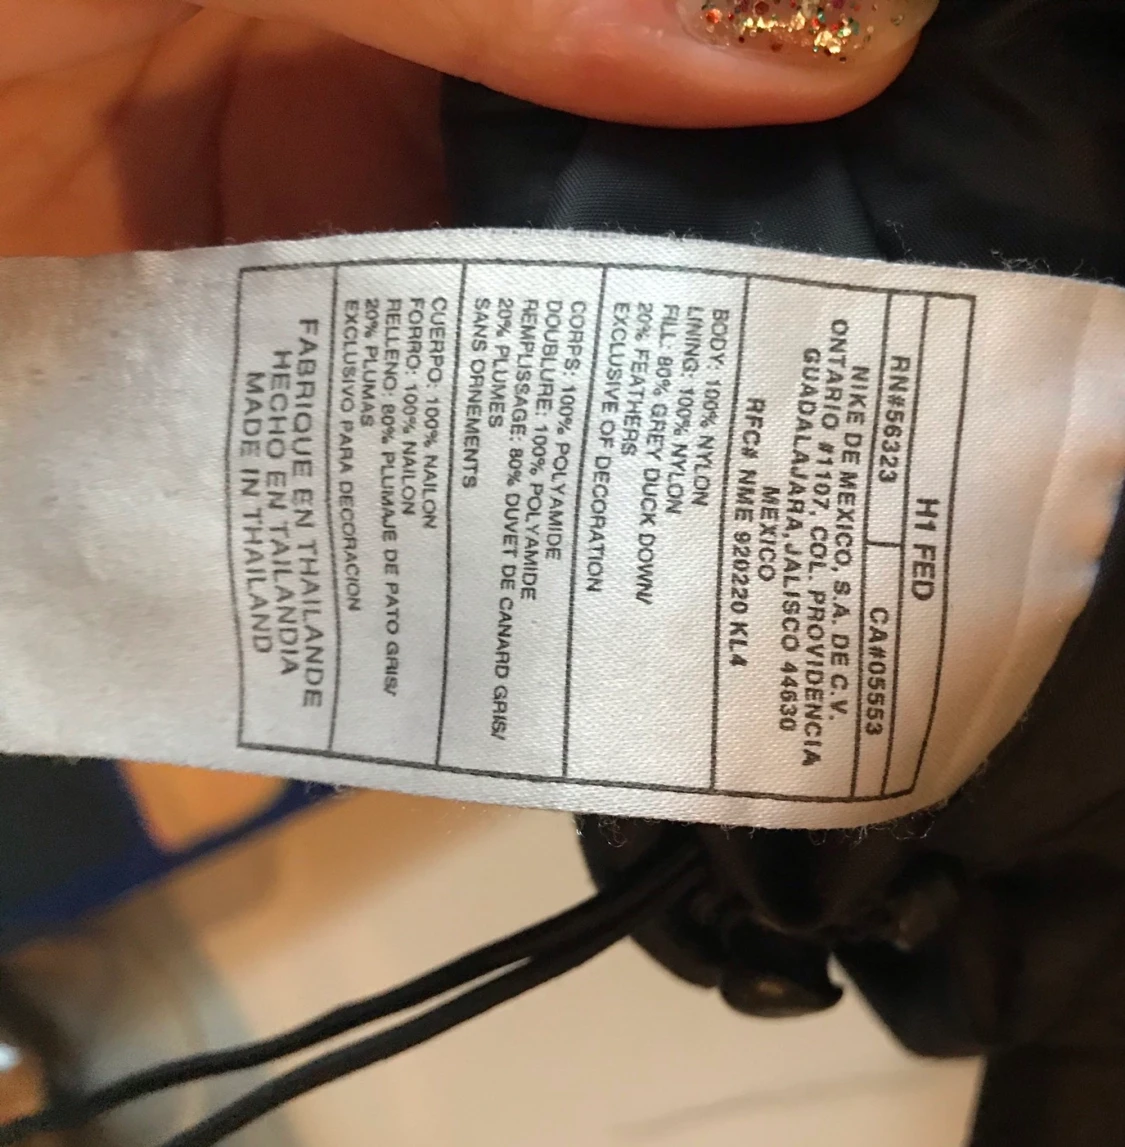 H1 FED
RN#56323 CA#05553
NIKE DE MEXICO, S.A. DE C.V.
ONTARIO #1107, COL. PROVIDENCIA
GUADALAJARA, JALISCO 44630
MEXICO
RFC# NME 920220 KL4
BODY: 100% NYLON
LINING: 100% NYLON
FILL: 80% GREY DUCK DOWN/
20% FEATHERS
EXCLUSIVE OF DECORATION
CORPS: 100% POLYAMIDE
DOUBLURE: 100% POLYAMIDE
REMPLISSAGE: 80% DUVET DE CANARD GRIS/
20% PLUMES
SANS ORNEMENTS
CUERPO: 100% NAILON
FORRO: 100% NAILON
RELLENO: 80% PLUMAJE DE PATO GRIS/
20% PLUMAS
EXCLUSIVO PARA DECORACION
FABRIQUE EN THAILANDE
HECHO EN TAILANDIA
MADE IN THAILAND